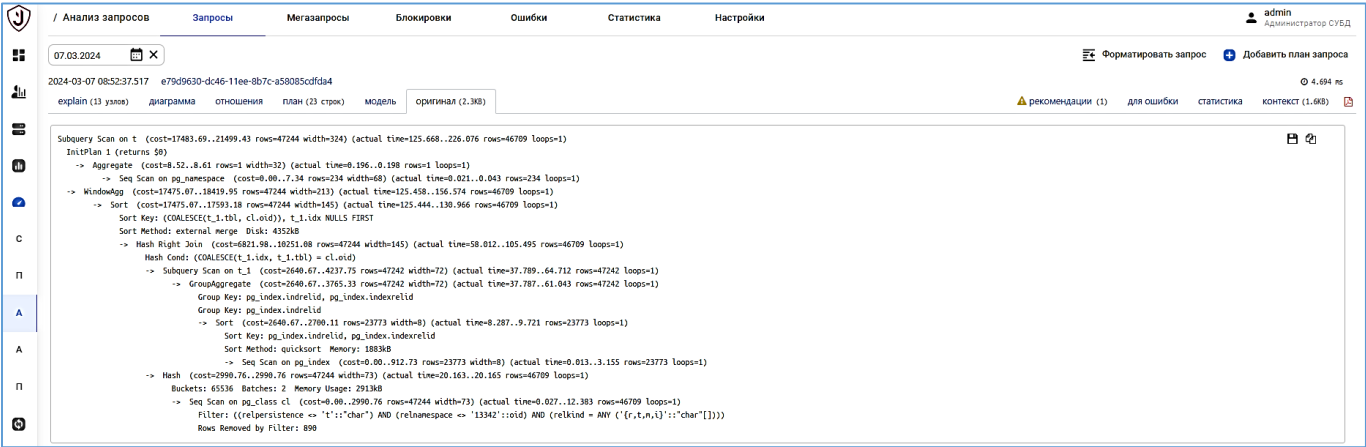 / Анализ запросов Запросы Мегазапросы Блокировки Ошибки Статистика Настройки admin
Администратор СУБД
07.03.2024 Форматировать запрос Добавить план запроса
2024-03-07 08:52:37.517 e79d9630-dc46-11ee-8b7c-a58085cdfda4 4.694 ms
explain (13 узлов) диаграмма отношения план (23 строк) модель оригинал (2.3KB) рекомендации (1) для ошибки статистика контекст (1.6KB)
Subquery Scan on t (cost=17483.69..21499.43 rows=47244 width=324) (actual time=125.668..226.076 rows=46709 loops=1)
InitPlan 1 (returns $0)
-> Aggregate (cost=8.52..8.61 rows=1 width=32) (actual time=0.196..0.198 rows=1 loops=1)
-> Seq Scan on pg_namespace (cost=0.00..7.34 rows=234 width=68) (actual time=0.021..0.043 rows=234 loops=1)
-> WindowAgg (cost=17475.07..18419.95 rows=47244 width=213) (actual time=125.458..156.574 rows=46709 loops=1)
-> Sort (cost=17475.07..17593.18 rows=47244 width=145) (actual time=125.444..130.966 rows=46709 loops=1)
Sort Key: (COALESCE(t_1.tbl, cl.oid)), t_1.idx NULLS FIRST
Sort Method: external merge Disk: 4352kB
-> Hash Right Join (cost=6821.98..10251.08 rows=47244 width=145) (actual time=58.012..105.495 rows=46709 loops=1)
Hash Cond: (COALESCE(t_1.idx, t_1.tbl) = cl.oid)
-> Subquery Scan on t_1 (cost=2640.67..4237.75 rows=47242 width=72) (actual time=37.789..64.712 rows=47242 loops=1)
-> GroupAggregate (cost=2640.67..3765.33 rows=47242 width=72) (actual time=37.787..61.043 rows=47242 loops=1)
Group Key: pg_index.indrelid, pg_index.indexrelid
Group Key: pg_index.indrelid
-> Sort (cost=2640.67..2700.11 rows=23773 width=8) (actual time=8.287..9.721 rows=23773 loops=1)
Sort Key: pg_index.indrelid, pg_index.indexrelid
Sort Method: quicksort Memory: 1883kB
-> Seq Scan on pg_index (cost=0.00..912.73 rows=23773 width=8) (actual time=0.013..3.155 rows=23773 loops=1)
-> Hash (cost=2990.76..2990.76 rows=47244 width=73) (actual time=20.163..20.165 rows=46709 loops=1)
Buckets: 65536 Batches: 2 Memory Usage: 2913kB
-> Seq Scan on pg_class cl (cost=0.00..2990.76 rows=47244 width=73) (actual time=0.027..12.383 rows=46709 loops=1)
Filter: ((relpersistence <> 't'::"char") AND (relnamespace <> '13342'::oid) AND (relkind = ANY ('{r,t,m,i}'::"char"[])))
Rows Removed by Filter: 890
С
П
А
А
П